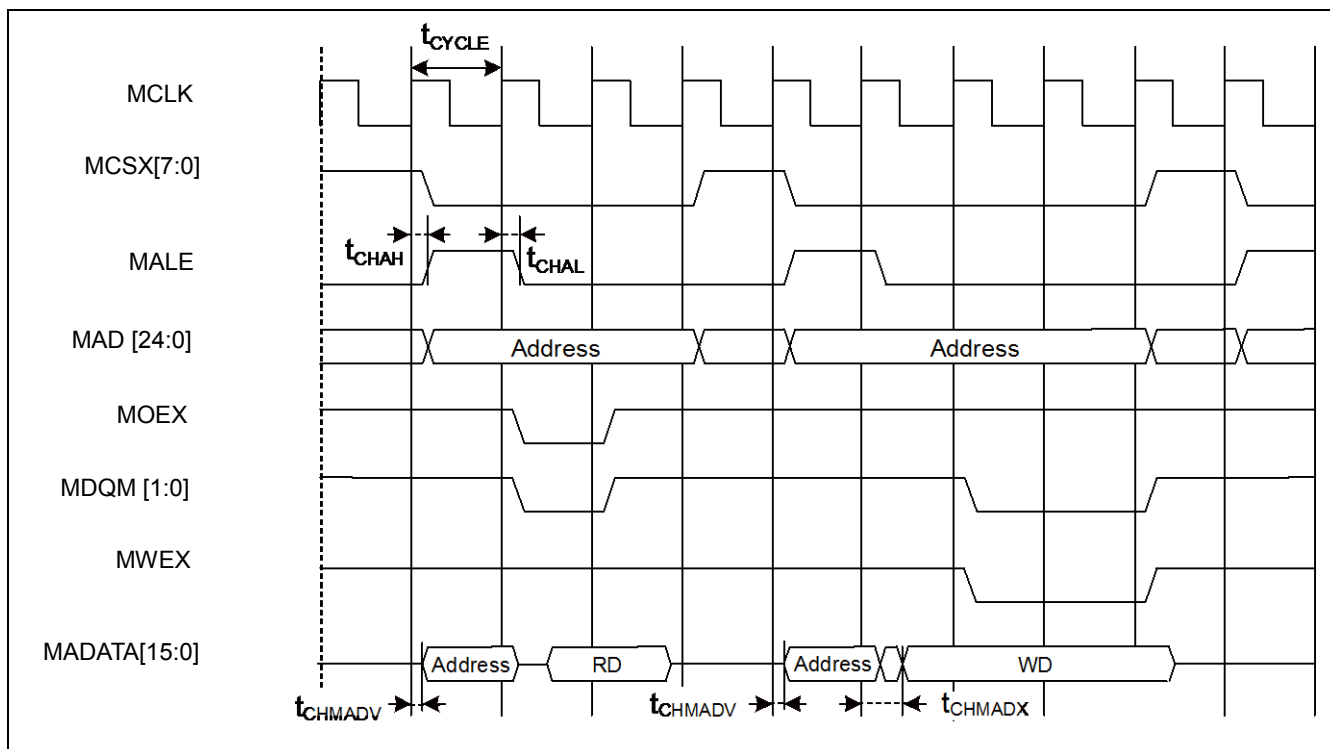 tCYCLE
MCLK
MCSX[7:0]
tCHAH
tCHAL
MALE
MAD [24:0]
Address
Address
MOEX
MDQM [1:0]
MWEX
MADATA[15:0]
Address
RD
Address
WD
tCHMADV
tCHMADV
tCHMADX